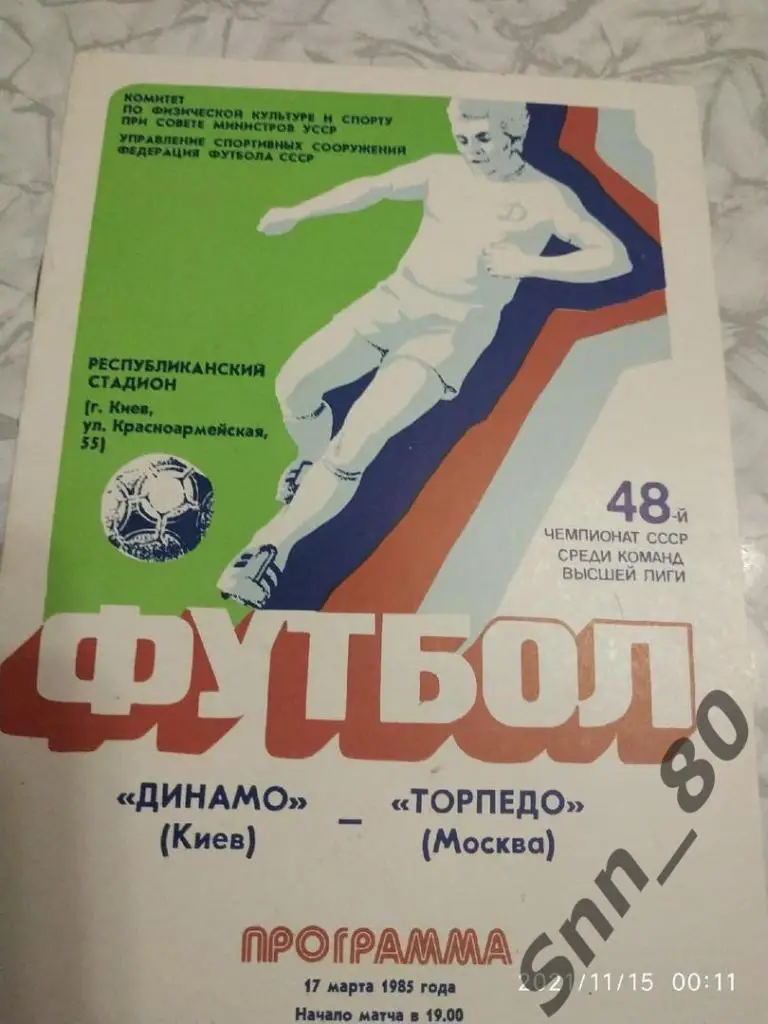 КОМИТЕТ
ПО ФИЗИЧЕСКОЙ КУЛЬТУРЕ И СПОРТУ
ПРИ СОВЕТЕ МИНИСТРОВ УССР
УПРАВЛЕНИЕ СПОРТИВНЫХ СООРУЖЕНИЙ
ФЕДЕРАЦИЯ ФУТБОЛА СССР
Д
РЕСПУБЛИКАНСКИЙ
СТАДИОН
(г. Киев,
ул. Красноармейская,
55)
48-й
ЧЕМПИОНАТ СССР
СРЕДИ КОМАНД
ВЫСШЕЙ ЛИГИ
ФУТБОЛ
«ДИНАМО» – «ТОРПЕДО»
(Киев) (Москва)
ПРОГРАММА
17 марта 1985 года
Начало матча в 19.00
Snn_80
2021/11/15 00:11